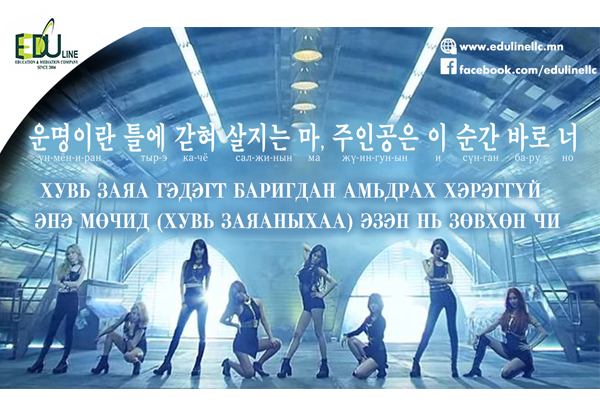 EDU LINE
EDUCATION & MEDIATION COMPANY
SINCE 2004
www.edulinellc.mn
facebook.com/edulinellc
운명이란 틀에 갇혀 살지는 마, 주인공은 이 순간 바로 너
ун-мён-и-ран тыр-э ка-чё сал-жи-нын ма жү-ин-гун-ын и сүн-ган ба-ру но
ХУВЬ ЗАЯА ГЭДЭГТ БАРИГДАН АМЬДРАХ ХЭРЭГГҮЙ
ЭНЭ МӨЧИД (ХУВЬ ЗАЯАНЫХАА) ЭЗЭН НЬ ЗӨВХӨН ЧИ